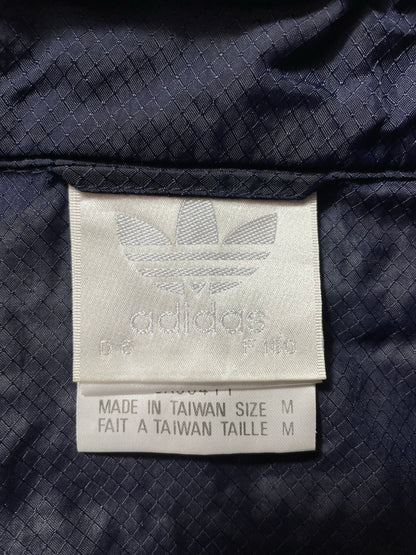 adidas
D 6 F 180
MADE IN TAIWAN SIZE M
FAIT A TAIWAN TAILLE M